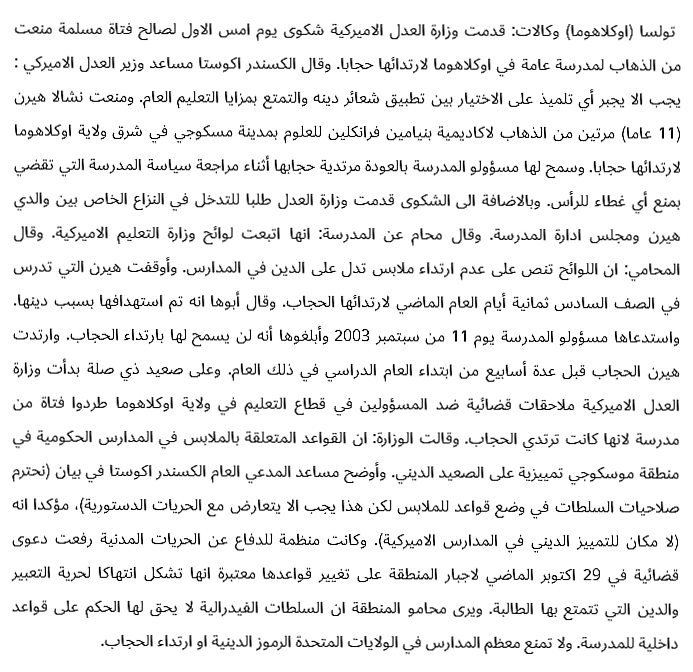 تولسا (اوكلاهوما) وكالات: قدمت وزارة العدل الاميركية شكوى يوم امس الاول لصالح فتاة مسلمة منعت
من الذهاب لمدرسة عامة في اوكلاهوما لارتدائها حجابا. وقال الكسندر اكوستا مساعد وزير العدل الاميركي :
يجب الا يجبر أي تلميذ على الاختيار بين تطبيق شعائر دينه والتمتع بمزايا التعليم العام. ومنعت نشالا هيرن
(11 عاما) مرتين من الذهاب لاكاديمية بنيامين فرانكلين للعلوم بمدينة مسكوجي في شرق ولاية اوكلاهوما
لارتدائها حجابا. وسمح لها مسؤولو المدرسة بالعودة مرتدية حجابها أثناء مراجعة سياسة المدرسة التي تقضي
بمنع أي غطاء للرأس. وبالاضافة الى الشكوى قدمت وزارة العدل طلبا للتدخل في النزاع الخاص بين والدي
هيرن ومجلس ادارة المدرسة. وقال محام عن المدرسة: انها اتبعت لوائح وزارة التعليم الاميركية. وقال
المحامي: ان اللوائح تنص على عدم ارتداء ملابس تدل على الدين في المدارس. وأوقفت هيرن التي تدرس
في الصف السادس ثمانية أيام العام الماضي لارتدائها الحجاب. وقال أبوها انه تم استهدافها بسبب دينها.
واستدعاها مسؤولو المدرسة يوم 11 من سبتمبر 2003 وأبلغوها أنه لن يسمح لها بارتداء الحجاب. وارتدت
هيرن الحجاب قبل عدة أسابيع من ابتداء العام الدراسي في ذلك العام. وعلى صعيد ذي صلة بدأت وزارة
العدل الاميركية ملاحقات قضائية ضد المسؤولين في قطاع التعليم في ولاية اوكلاهوما طردوا فتاة من
مدرسة لانها كانت ترتدي الحجاب. وقالت الوزارة: ان القواعد المتعلقة بالملابس في المدارس الحكومية في
منطقة موسكوجي تمييزية على الصعيد الديني. وأوضح مساعد المدعي العام الكسندر اكوستا في بيان (نحترم
صلاحيات السلطات في وضع قواعد للملابس لكن هذا يجب الا يتعارض مع الحريات الدستورية)، مؤكدا انه
(لا مكان للتمييز الديني في المدارس الاميركية). وكانت منظمة للدفاع عن الحريات المدنية رفعت دعوى
قضائية في 29 اكتوبر الماضي لاجبار المنطقة على تغيير قواعدها معتبرة انها تشكل انتهاكا لحرية التعبير
والدين التي تتمتع بها الطالبة. ويرى محامو المنطقة ان السلطات الفيدرالية لا يحق لها الحكم على قواعد
داخلية للمدرسة. ولا تمنع معظم المدارس في الولايات المتحدة الرموز الدينية او ارتداء الحجاب.